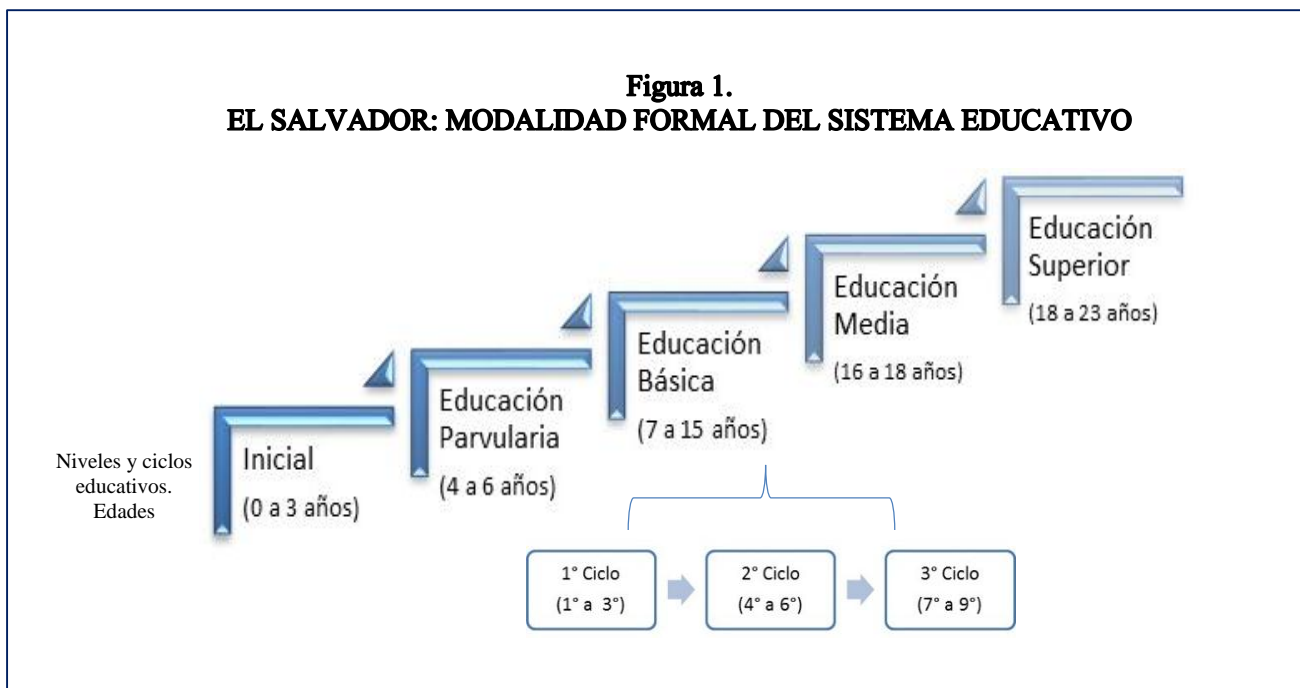 Figura 1.
EL SALVADOR: MODALIDAD FORMAL DEL SISTEMA EDUCATIVO
Niveles y ciclos
educativos.
Edades
Inicial
(0 a 3 años)
Educación
Parvularia
(4 a 6 años)
Educación
Básica
(7 a 15 años)
Educación
Media
(16 a 18 años)
Educación
Superior
(18 a 23 años)
1° Ciclo
(1° a 3°)
2° Ciclo
(4° a 6°)
3° Ciclo
(7° a 9°)